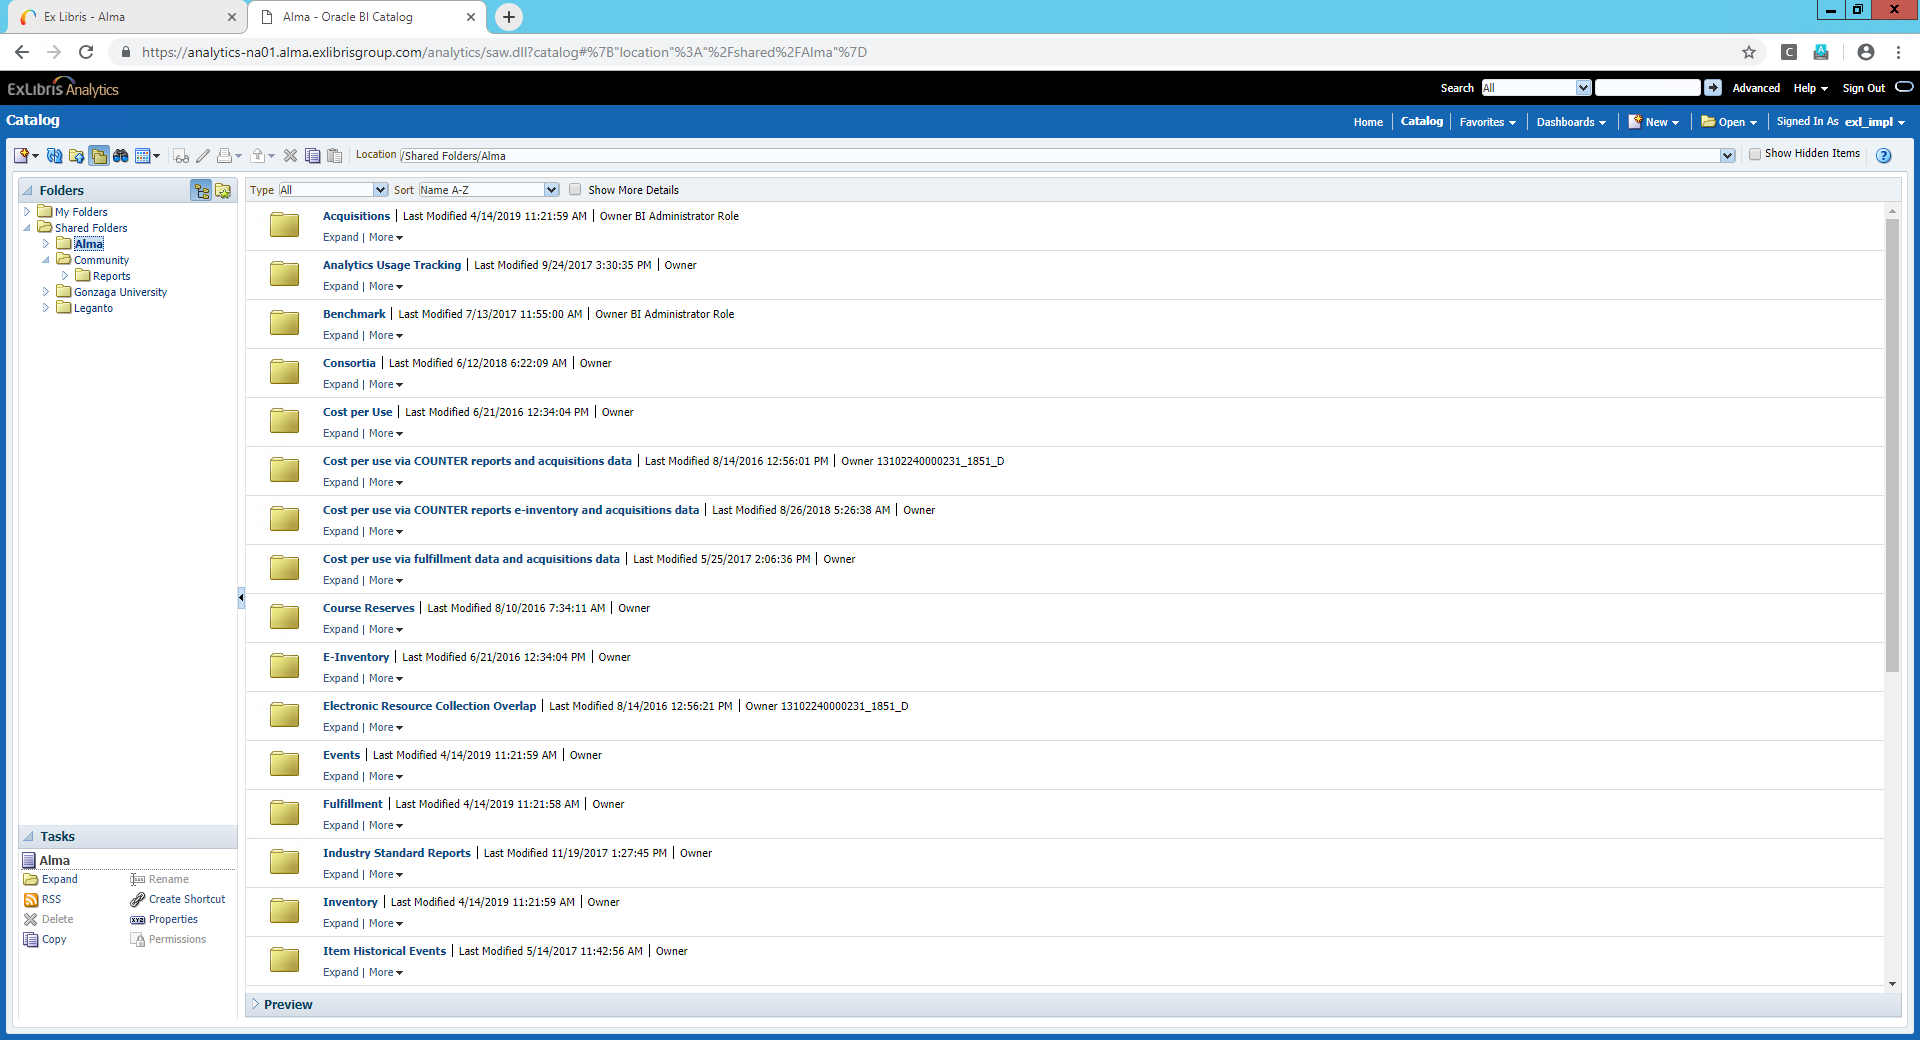 Ex Libris - Alma
Alma - Oracle BI Catalog
https://analytics-na01.alma.exlibrisgroup.com/analytics/saw.dll?catalog#%7B"location"%3A"%2Fshared%2FAlma"%7D
ExLibris Analytics
Search All Advanced Help Sign Out
Catalog
Home Catalog Favorites Dashboards New Open Signed In As exl_impl
Location /Shared Folders/Alma Show Hidden Items
Folders
My Folders
Shared Folders
Alma
Community
Reports
Gonzaga University
Leganto
Type All Sort Name A-Z Show More Details
Acquisitions | Last Modified 4/14/2019 11:21:59 AM | Owner BI Administrator Role
Expand | More
Analytics Usage Tracking | Last Modified 9/24/2017 3:30:35 PM | Owner
Expand | More
Benchmark | Last Modified 7/13/2017 11:55:00 AM | Owner BI Administrator Role
Expand | More
Consortia | Last Modified 6/12/2018 6:22:09 AM | Owner
Expand | More
Cost per Use | Last Modified 6/21/2016 12:34:04 PM | Owner
Expand | More
Cost per use via COUNTER reports and acquisitions data | Last Modified 8/14/2016 12:56:01 PM | Owner 13102240000231_1851_D
Expand | More
Cost per use via COUNTER reports e-inventory and acquisitions data | Last Modified 8/26/2018 5:26:38 AM | Owner
Expand | More
Cost per use via fulfillment data and acquisitions data | Last Modified 5/25/2017 2:06:36 PM | Owner
Expand | More
Course Reserves | Last Modified 8/10/2016 7:34:11 AM | Owner
Expand | More
E-Inventory | Last Modified 6/21/2016 12:34:04 PM | Owner
Expand | More
Electronic Resource Collection Overlap | Last Modified 8/14/2016 12:56:21 PM | Owner 13102240000231_1851_D
Expand | More
Events | Last Modified 4/14/2019 11:21:59 AM | Owner
Expand | More
Fulfillment | Last Modified 4/14/2019 11:21:58 AM | Owner
Expand | More
Industry Standard Reports | Last Modified 11/19/2017 1:27:45 PM | Owner
Expand | More
Inventory | Last Modified 4/14/2019 11:21:59 AM | Owner
Expand | More
Item Historical Events | Last Modified 5/14/2017 11:42:56 AM | Owner
Expand | More
Tasks
Alma
Expand Rename
RSS Create Shortcut
Delete Properties
Copy Permissions
Preview